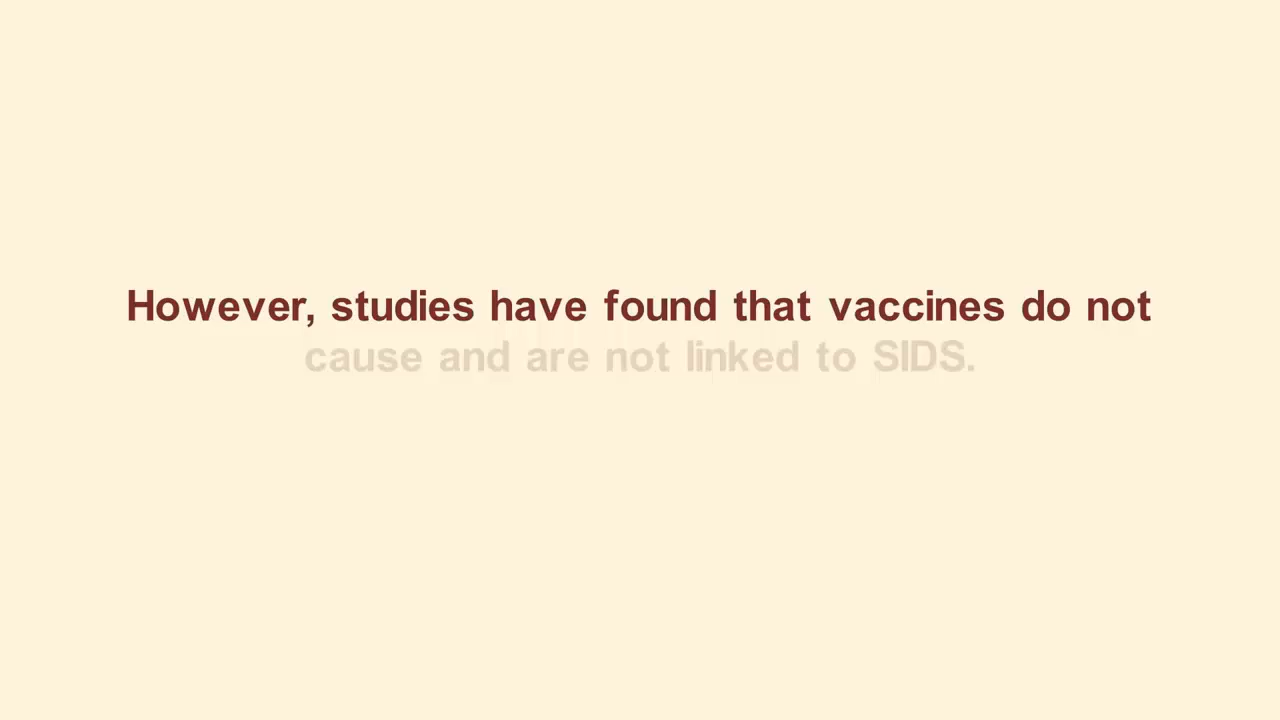 However, studies have found that vaccines do not
cause and are not linked to SIDS.